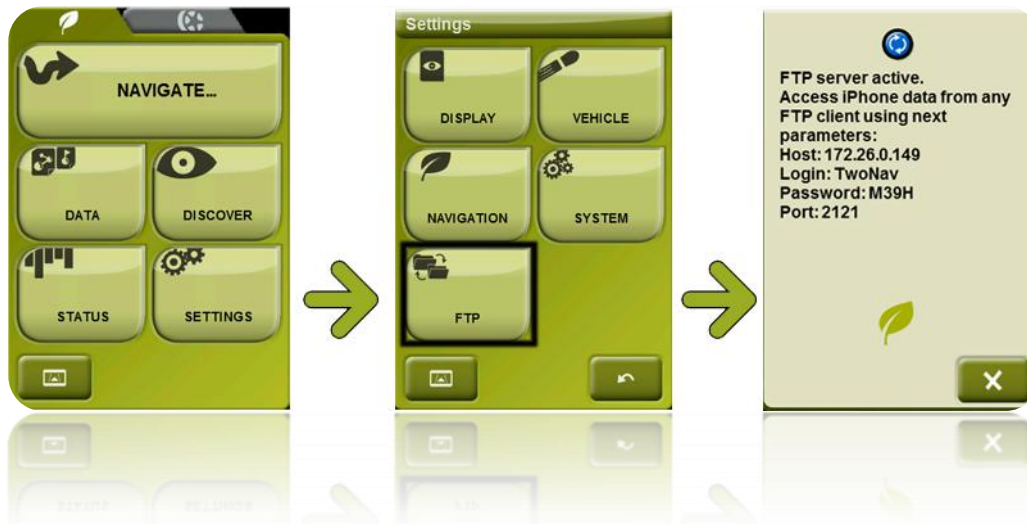 NAVIGATE...
DATA
DISCOVER
STATUS
SETTINGS
Settings
DISPLAY
VEHICLE
NAVIGATION
SYSTEM
FTP
FTP server active.
Access iPhone data from any
FTP client using next
parameters:
Host: 172.26.0.149
Login: TwoNav
Password: M39H
Port: 2121